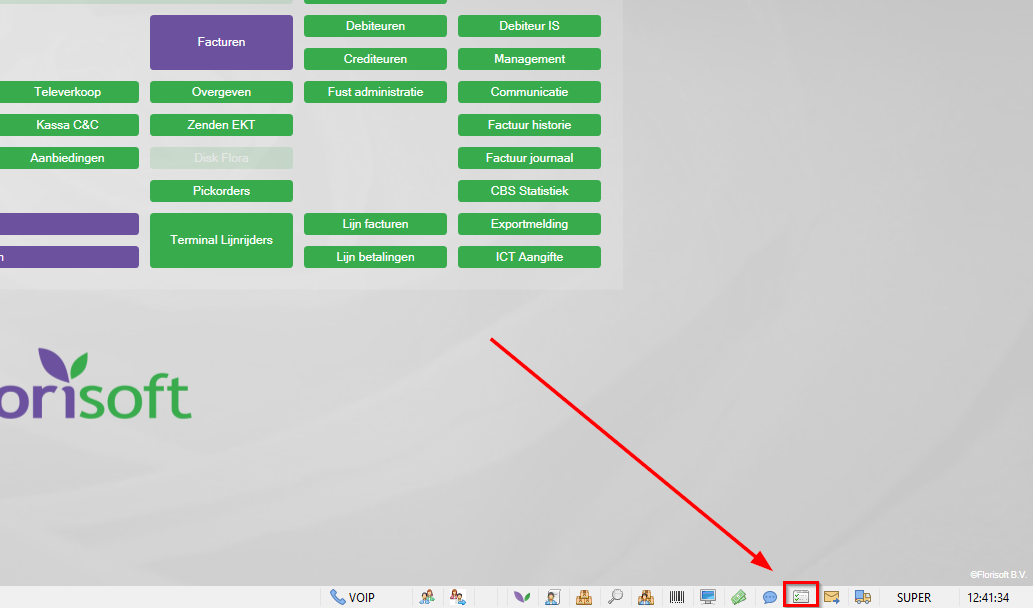 Debiteuren
Debiteur IS
Facturen
Crediteuren
Management
Televerkoop
Overgeven
Fust administratie
Communicatie
Kassa C&C
Zenden EKT
Factuur historie
Aanbiedingen
Disk Flora
Factuur journaal
Pickorders
CBS Statistiek
Lijn facturen
Exportmelding
Terminal Lijnrijders
n
Lijn betalingen
ICT Aangifte
orisoft
©Florisoft B.V.
VOIP
SUPER
12:41:34